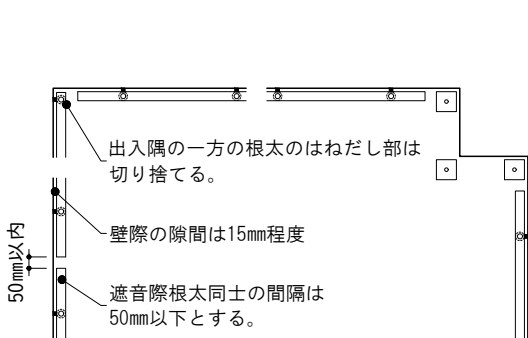 出入隅の一方の根太のはねだし部は
切り捨てる。
壁際の隙間は15㎜程度
50㎜以内
遮音際根太同士の間隔は
50㎜以下とする。